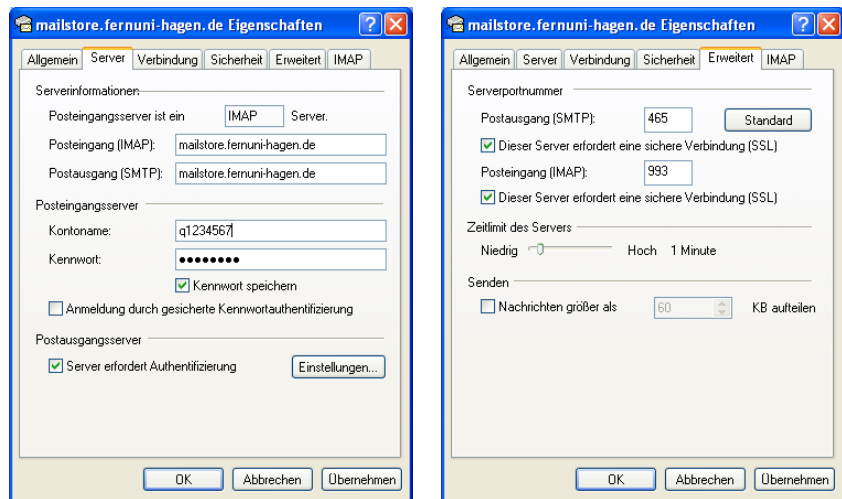 mailstore.fernuni-hagen.de Eigenschaften
Allgemein Server Verbindung Sicherheit Erweitert IMAP
Serverinformationen:
Posteingangsserver ist ein IMAP Server.
Posteingang (IMAP): mailstore.fernuni-hagen.de
Postausgang (SMTP): mailstore.fernuni-hagen.de
Posteingangsserver
Kontoname: q1234567
Kennwort: ●●●●●●●●
Kennwort speichern
Anmeldung durch gesicherte Kennwortauthentifizierung
Postausgangsserver
Server erfordert Authentifizierung Einstellungen...
OK Abbrechen Übernehmen
mailstore.fernuni-hagen.de Eigenschaften
Allgemein Server Verbindung Sicherheit Erweitert IMAP
Serverportnummer
Postausgang (SMTP): 465 Standard
Dieser Server erfordert eine sichere Verbindung (SSL)
Posteingang (IMAP): 993
Dieser Server erfordert eine sichere Verbindung (SSL)
Zeitlimit des Servers
Niedrig Hoch 1 Minute
Senden
Nachrichten größer als 60 KB aufteilen
OK Abbrechen Übernehmen